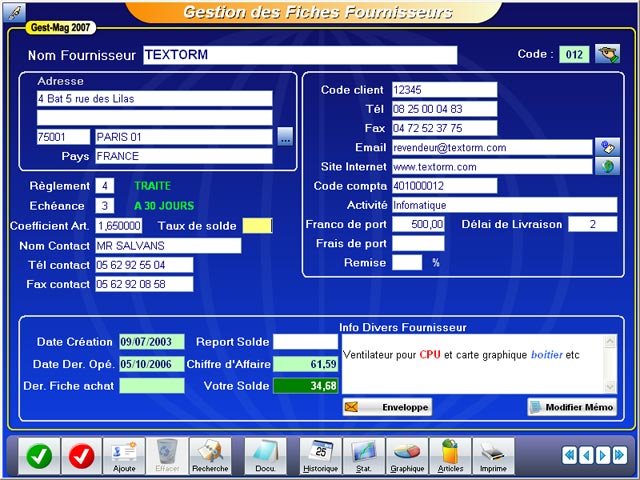 Gestion des Fiches Fournisseurs
Gest-Mag 2007
Nom Fournisseur TEXTORM Code : 012
Adresse
4 Bat 5 rue des Lilas
75001 PARIS 01 ...
Pays FRANCE
Code client 12345
Tél 08 25 00 04 83
Fax 04 72 52 37 75
Email revendeur@textorm.com
Site Internet www.textorm.com
Code compta 401000012
Activité Infomatique
Franco de port 500,00 Délai de Livraison 2
Frais de port
Remise %
Règlement 4 TRAITE
Echéance 3 A 30 JOURS
Coefficient Art. 1,650000 Taux de solde
Nom Contact MR SALVANS
Tél contact 05 62 92 55 04
Fax contact 05 62 92 08 58
Date Création 09/07/2003 Report Solde
Date Der. Opé. 05/10/2006 Chiffre d'Affaire 61,59
Der. Fiche achat Votre Solde 34,68
Info Divers Fournisseur
Ventilateur pour CPU et carte graphique boitier etc
Enveloppe Modifier Mémo
Ajoute Effacer Recherche Docu. 25 Historique Stat. Graphique Articles Imprime